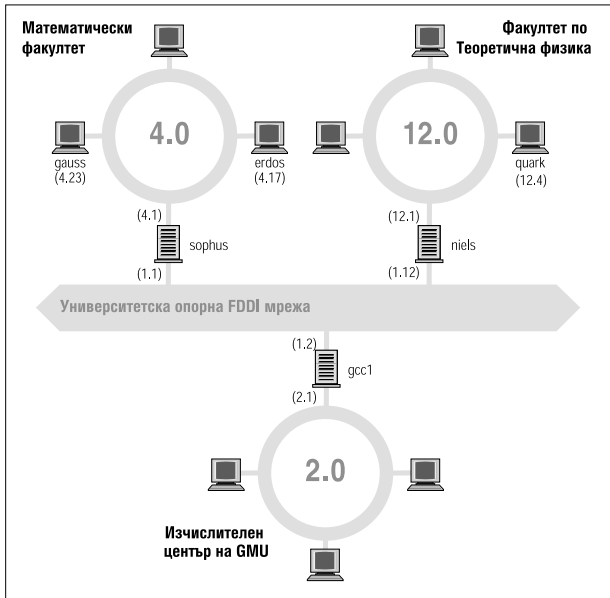 Математически
факултет
Факултет по
Теоретична физика
4.0
12.0
gauss
(4.23)
erdos
(4.17)
quark
(12.4)
(4.1)
sophus
(1.1)
(12.1)
niels
(1.12)
Университетска опорна FDDI мрежа
(1.2)
gcc1
(2.1)
2.0
Изчислителен
център на GMU